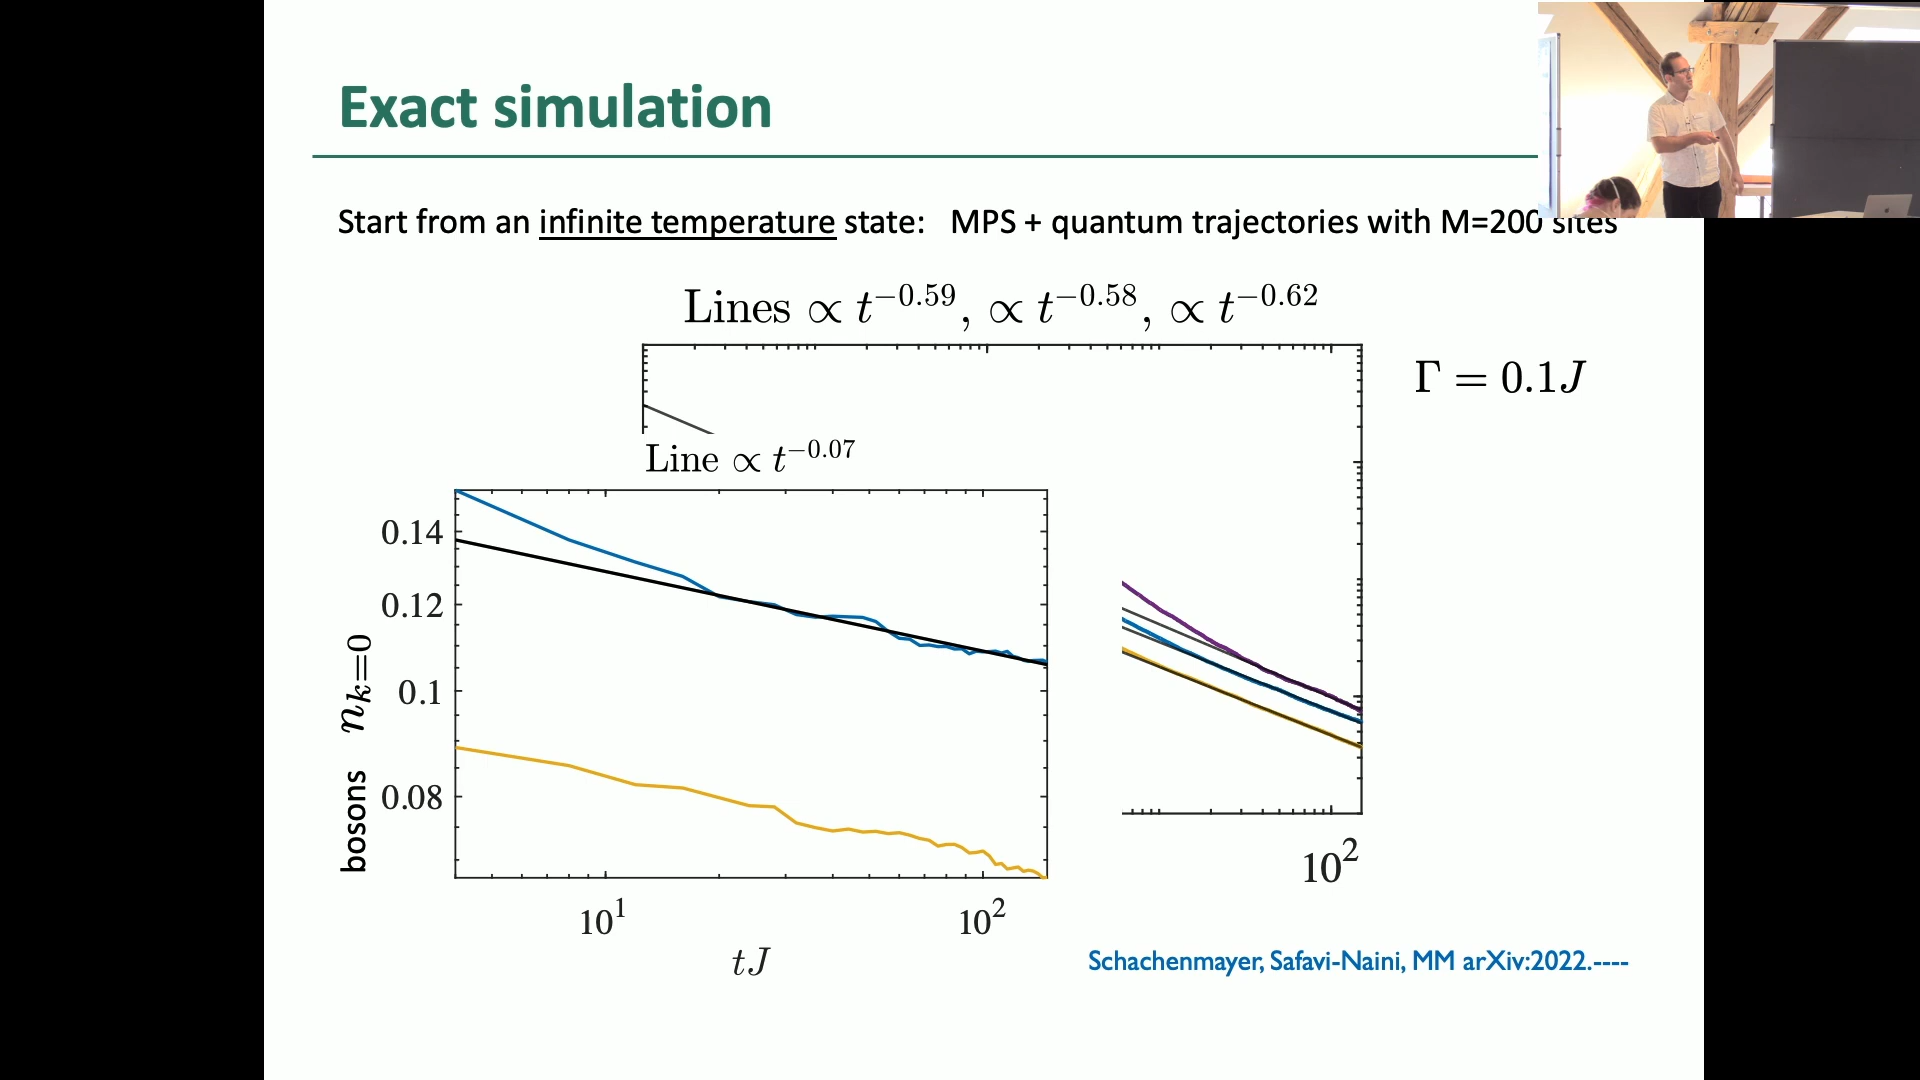 Exact simulation
Start from an infinite temperature state: MPS + quantum trajectories with M=200 sites
Lines ∝ t^{-0.59}, ∝ t^{-0.58}, ∝ t^{-0.62}
Γ = 0.1J
Line ∝ t^{-0.07}
0.14
0.12
0.1
0.08
bosons n_{k=0}
10^1
10^2
tJ
10^2
Schachenmayer, Safavi-Naini, MM arXiv:2022.----